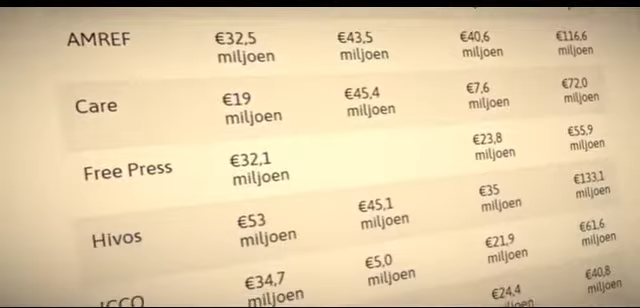 AMREF €32,5 miljoen €43,5 miljoen €40,6 miljoen €116,6 miljoen
Care €19 miljoen €45,4 miljoen €7,6 miljoen €72,0 miljoen
Free Press €32,1 miljoen €23,8 miljoen €55,9 miljoen
Hivos €53 miljoen €45,1 miljoen €35 miljoen €133,1 miljoen
ICCO €34,7 miljoen €5,0 miljoen €21,9 miljoen €61,6 miljoen
€24,4 miljoen €40,8 miljoen